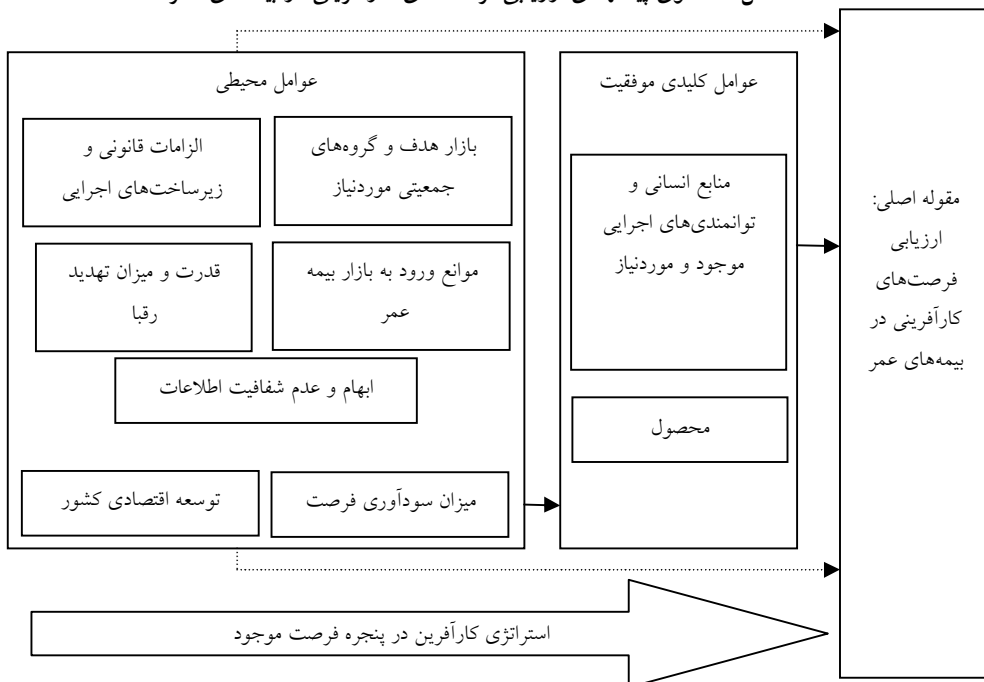 عوامل محیطی
بازار هدف و گروه‌های
جمعیتی موردنیاز
الزامات قانونی و
زیرساخت‌های اجرایی
موانع ورود به بازار بیمه
عمر
قدرت و میزان تهدید
رقبا
ابهام و عدم شفافیت اطلاعات
میزان سودآوری فرصت
توسعه اقتصادی کشور
عوامل کلیدی موفقیت
منابع انسانی و
توانمندی‌های اجرایی
موجود و موردنیاز
محصول
مقوله اصلی:
ارزیابی
فرصت‌های
کارآفرینی در
بیمه‌های عمر
استراتژی کارآفرین در پنجره فرصت موجود